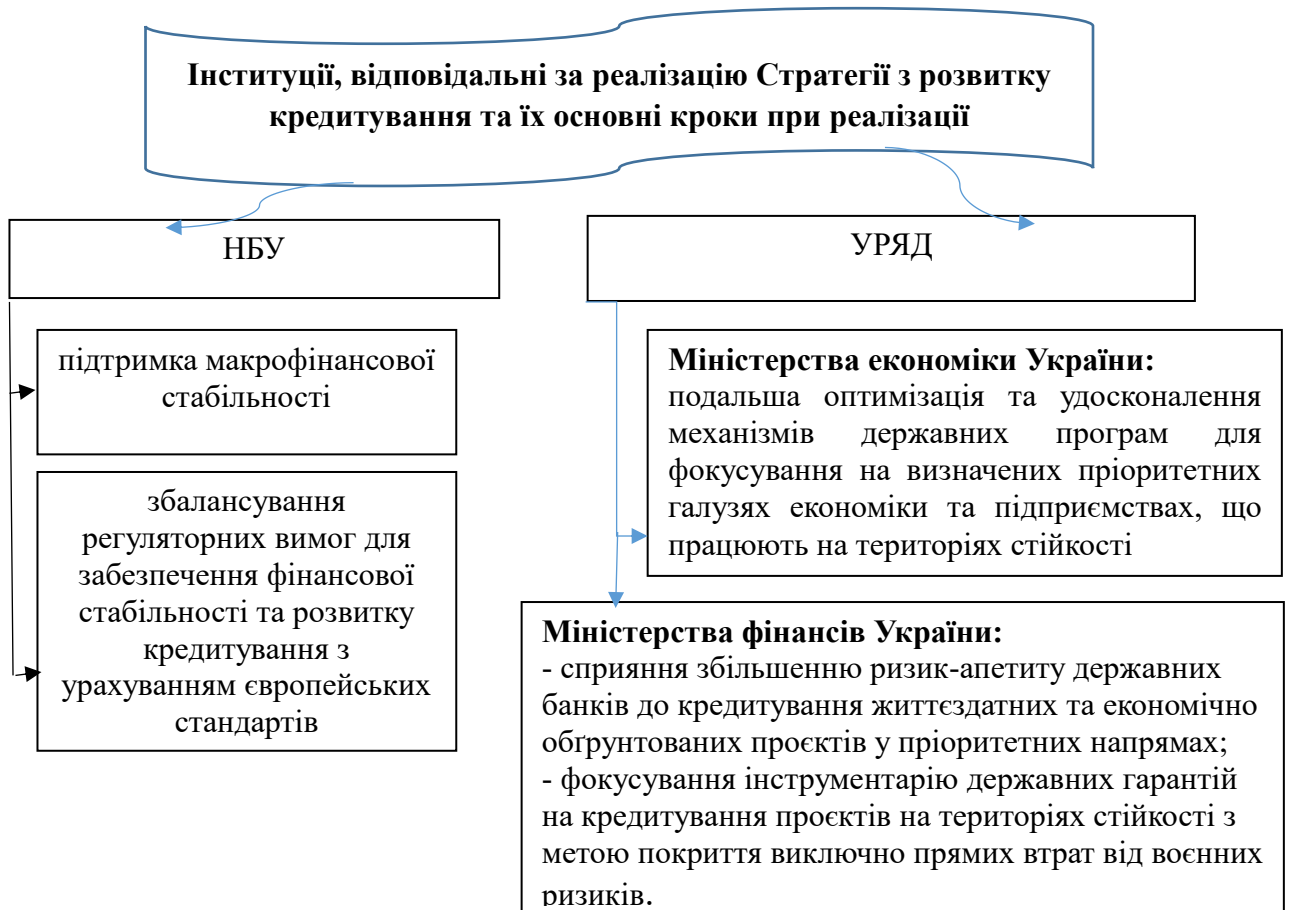 Інституції, відповідальні за реалізацію Стратегії з розвитку
кредитування та їх основні кроки при реалізації
НБУ
підтримка макрофінансової
стабільності
збалансування
регуляторних вимог для
забезпечення фінансової
стабільності та розвитку
кредитування з
урахуванням європейських
стандартів
УРЯД
Міністерства економіки України:
подальша оптимізація та удосконалення
механізмів державних програм для
фокусування на визначених пріоритетних
галузях економіки та підприємствах, що
працюють на територіях стійкості
Міністерства фінансів України:
- сприяння збільшенню ризик-апетиту державних
банків до кредитування життєздатних та економічно
обґрунтованих проєктів у пріоритетних напрямах;
- фокусування інструментарію державних гарантій
на кредитування проєктів на територіях стійкості з
метою покриття виключно прямих втрат від воєнних
ризиків.